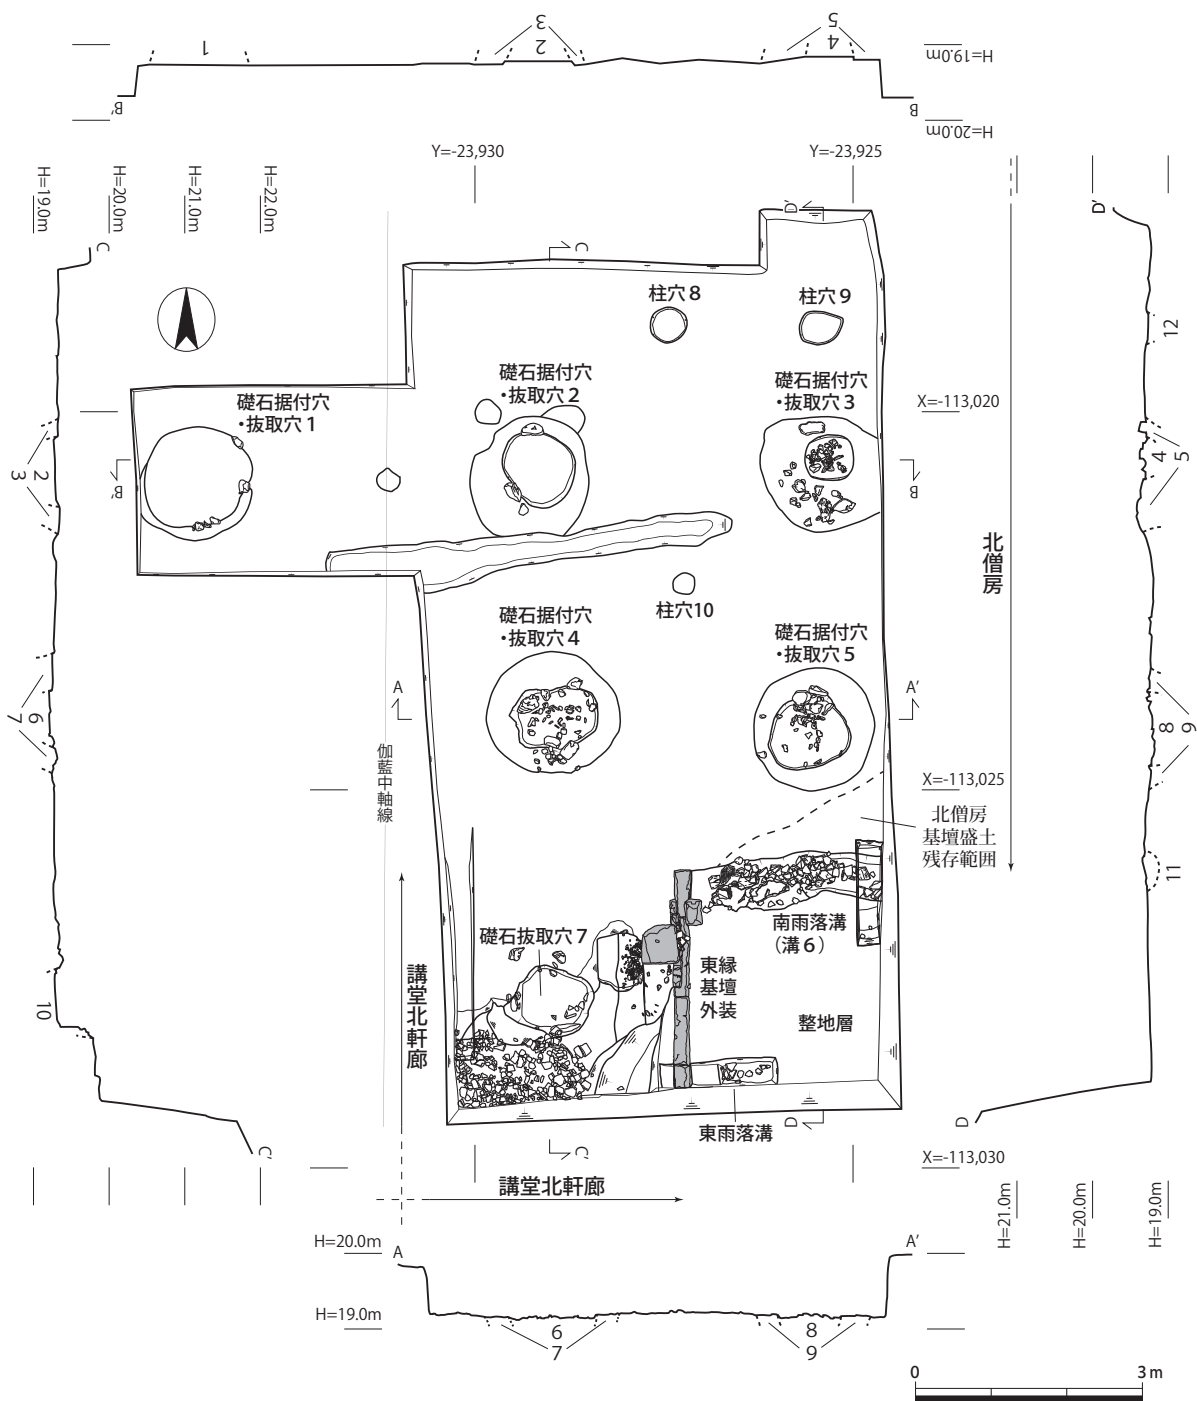 1
3
2
5
4
H=19.0m
B'
B
H=20.0m
Y=-23,930
Y=-23,925
H=19.0m
H=20.0m
H=21.0m
H=22.0m
C
D'
C
D'
柱穴8
柱穴9
12
礎石据付穴
・抜取穴1
礎石据付穴
・抜取穴2
礎石据付穴
・抜取穴3
X=-113,020
2
3
4
5
B'
B
北僧房
柱穴10
礎石据付穴
・抜取穴4
礎石据付穴
・抜取穴5
A
A'
6
7
8
9
伽藍中軸線
X=-113,025
北僧房
基壇盛土
残存範囲
11
南雨落溝
(溝6)
礎石抜取穴7
東縁
基壇
外装
講堂北軒廊
整地層
10
東雨落溝
D
D
C'
C'
X=-113,030
講堂北軒廊
H=21.0m
H=20.0m
H=19.0m
H=20.0m
A
A'
H=19.0m
6
7
8
9
0
3 m